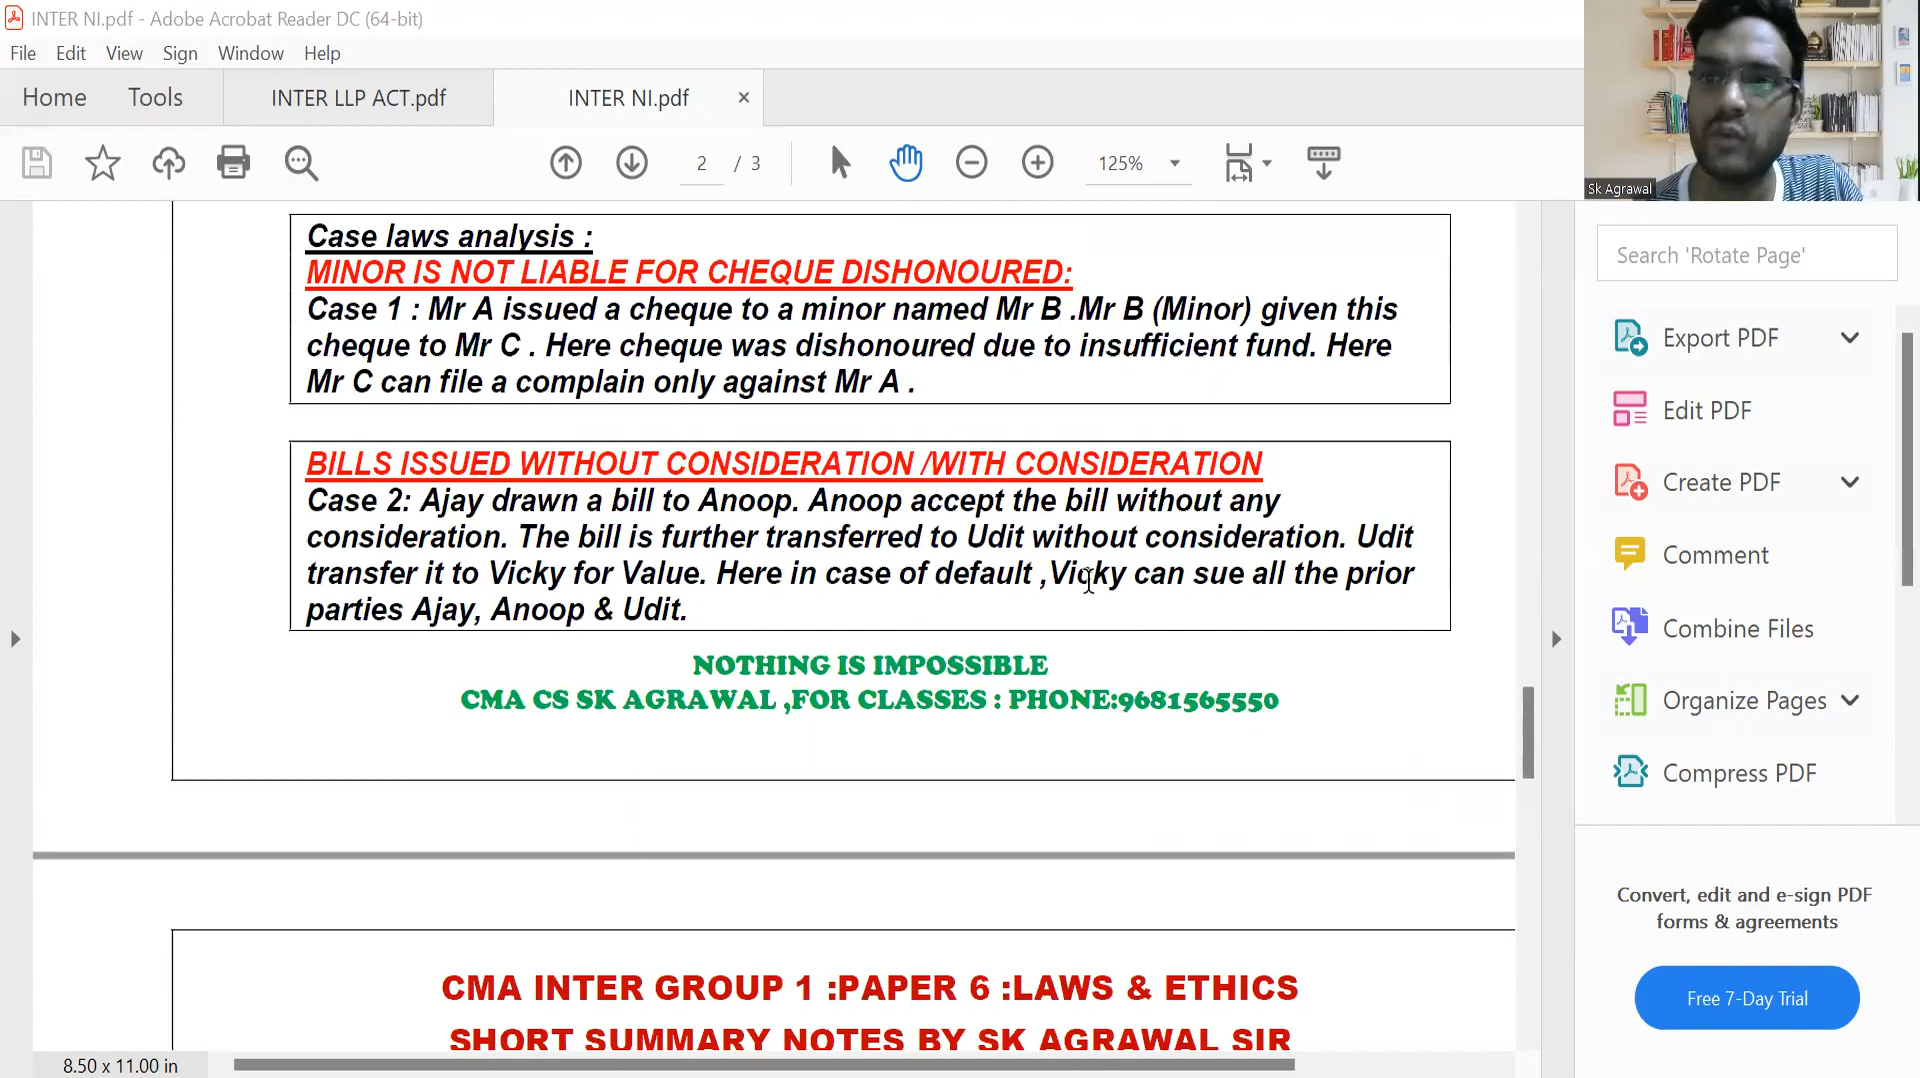 INTER NI.pdf - Adobe Acrobat Reader DC (64-bit)
File Edit View Sign Window Help
Home Tools INTER LLP ACT.pdf INTER NI.pdf ×
2 / 3 125%
Sk Agrawal
Case laws analysis :
MINOR IS NOT LIABLE FOR CHEQUE DISHONOURED:
Case 1 : Mr A issued a cheque to a minor named Mr B .Mr B (Minor) given this
cheque to Mr C . Here cheque was dishonoured due to insufficient fund. Here
Mr C can file a complain only against Mr A .
BILLS ISSUED WITHOUT CONSIDERATION /WITH CONSIDERATION
Case 2: Ajay drawn a bill to Anoop. Anoop accept the bill without any
consideration. The bill is further transferred to Udit without consideration. Udit
transfer it to Vicky for Value. Here in case of default ,Vicky can sue all the prior
parties Ajay, Anoop & Udit.
NOTHING IS IMPOSSIBLE
CMA CS SK AGRAWAL ,FOR CLASSES : PHONE:9681565550
CMA INTER GROUP 1 :PAPER 6 :LAWS & ETHICS
SHORT SUMMARY NOTES BY SK AGRAWAL SIR
8.50 x 11.00 in
Search 'Rotate Page'
Export PDF
Edit PDF
Create PDF
Comment
Combine Files
Organize Pages
Compress PDF
Convert, edit and e-sign PDF
forms & agreements
Free 7-Day Trial